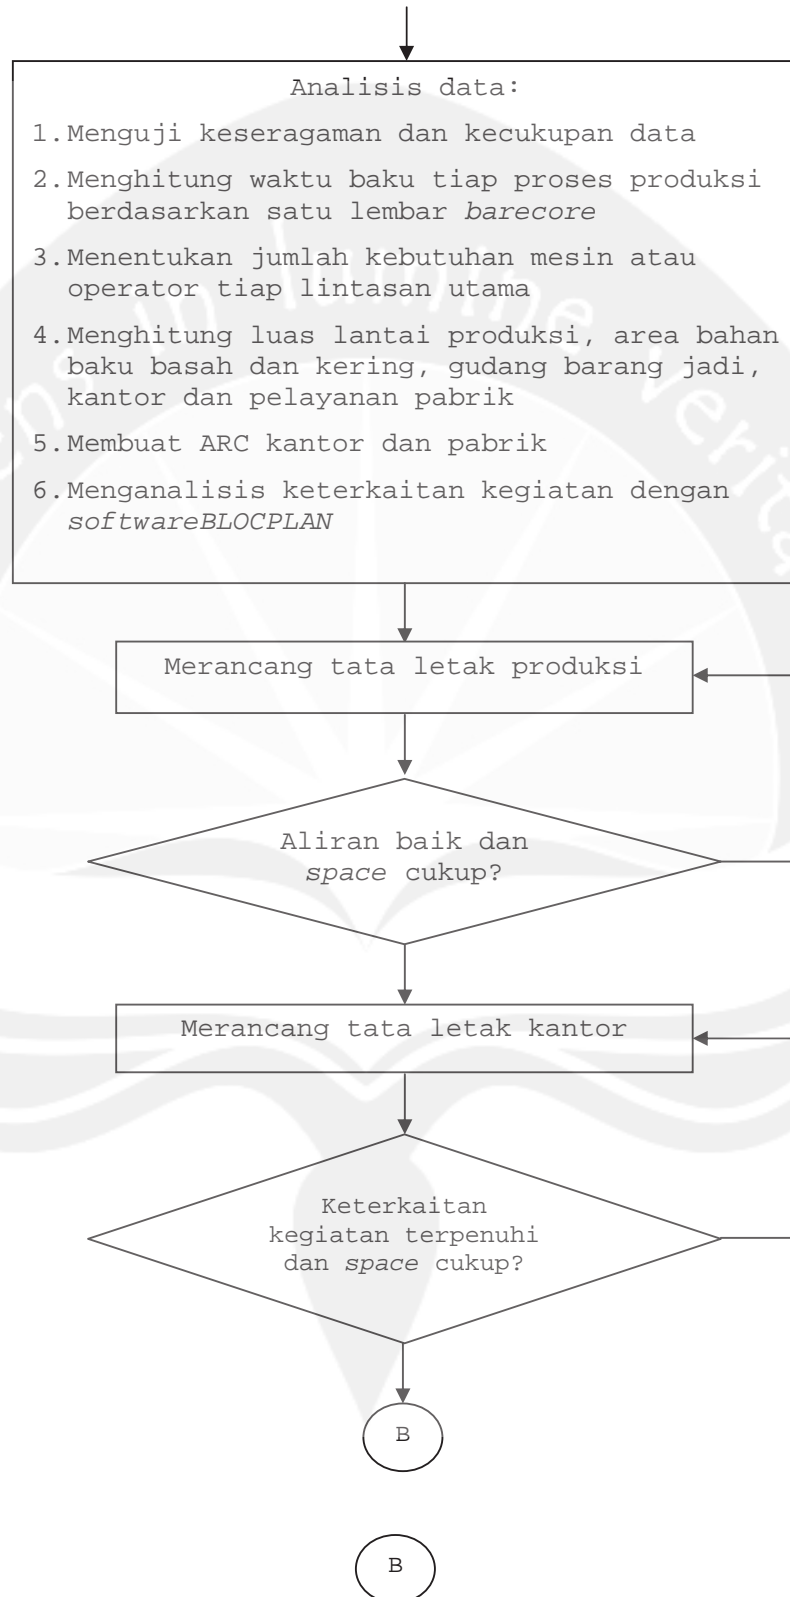 Analisis data:
1.Menguji keseragaman dan kecukupan data
2.Menghitung waktu baku tiap proses produksi
berdasarkan satu lembar barecore
3.Menentukan jumlah kebutuhan mesin atau
operator tiap lintasan utama
4.Menghitung luas lantai produksi, area bahan
baku basah dan kering, gudang barang jadi,
kantor dan pelayanan pabrik
5.Membuat ARC kantor dan pabrik
6.Menganalisis keterkaitan kegiatan dengan
softwareBLOCPLAN
Merancang tata letak produksi
Aliran baik dan
space cukup?
Merancang tata letak kantor
Keterkaitan
kegiatan terpenuhi
dan space cukup?
B
B
in lumine